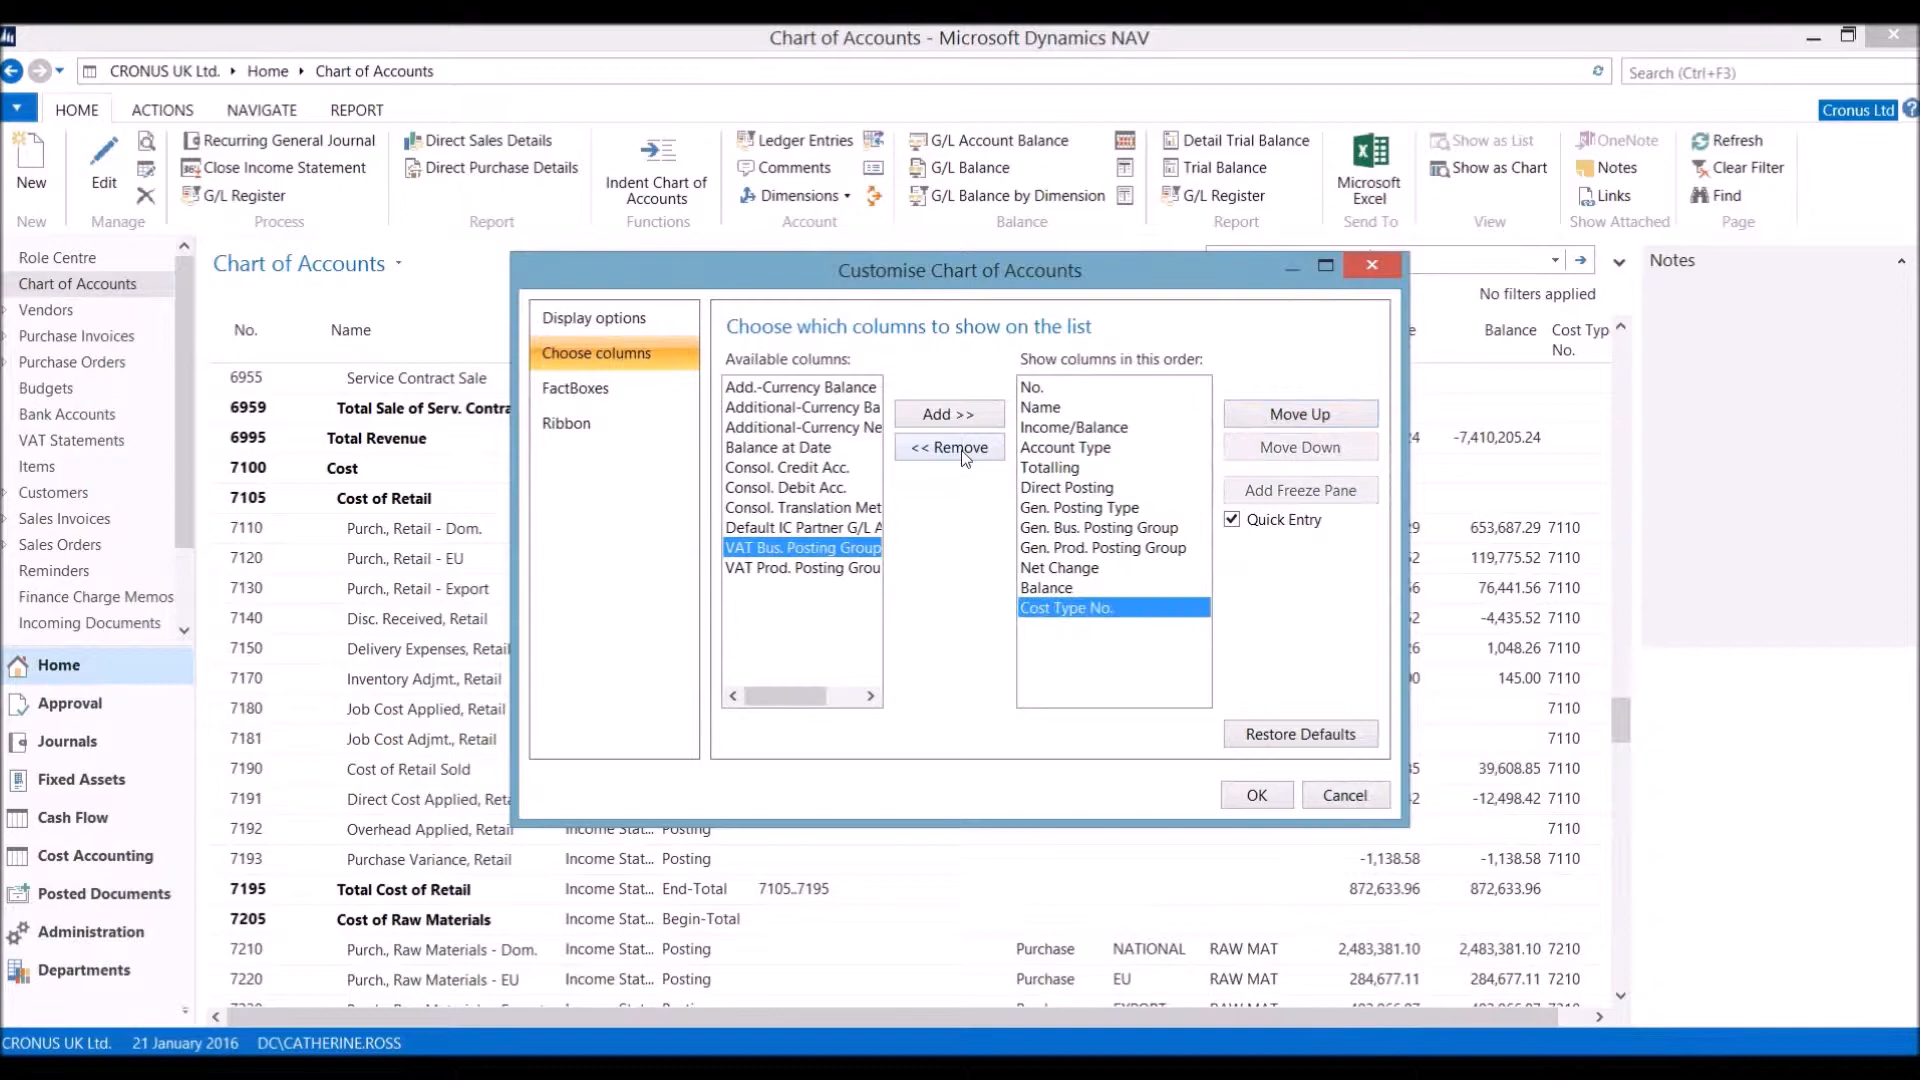 Chart of Accounts - Microsoft Dynamics NAV
CRONUS UK Ltd. Home Chart of Accounts
Search (Ctrl+F3)
HOME ACTIONS NAVIGATE REPORT
Cronus Ltd
New
New
Edit
Manage
Recurring General Journal
Close Income Statement
G/L Register
Process
Direct Sales Details
Direct Purchase Details
Report
Indent Chart of
Accounts
Functions
Ledger Entries
Comments
Dimensions
Account
G/L Account Balance
G/L Balance
G/L Balance by Dimension
Balance
Detail Trial Balance
Trial Balance
G/L Register
Report
Microsoft
Excel
Send To
Show as List
Show as Chart
View
OneNote
Notes
Links
Show Attached
Refresh
Clear Filter
Find
Page
Role Centre
Chart of Accounts
Vendors
Purchase Invoices
Purchase Orders
Budgets
Bank Accounts
VAT Statements
Items
Customers
Sales Invoices
Sales Orders
Reminders
Finance Charge Memos
Incoming Documents
Home
Approval
Journals
Fixed Assets
Cash Flow
Cost Accounting
Posted Documents
Administration
Departments
Chart of Accounts
No filters applied
Notes
No. Name
Balance Cost Typ
No.
6955 Service Contract Sale
6959 Total Sale of Serv. Contra
6995 Total Revenue 24 -7,410,205.24
7100 Cost
7105 Cost of Retail
7110 Purch., Retail - Dom. 29 653,687.29 7110
7120 Purch., Retail - EU 52 119,775.52 7110
7130 Purch., Retail - Export 56 76,441.56 7110
7140 Disc. Received, Retail 52 -4,435.52 7110
7150 Delivery Expenses, Retail 26 1,048.26 7110
7170 Inventory Adjmt., Retail 00 145.00 7110
7180 Job Cost Applied, Retail 7110
7181 Job Cost Adjmt., Retail 7110
7190 Cost of Retail Sold 85 39,608.85 7110
7191 Direct Cost Applied, Reta 42 -12,498.42 7110
7192 Overhead Applied, Retail Income Stat... Posting 7110
7193 Purchase Variance, Retail Income Stat... Posting -1,138.58 -1,138.58 7110
7195 Total Cost of Retail Income Stat... End-Total 7105..7195 872,633.96 872,633.96
7205 Cost of Raw Materials Income Stat... Begin-Total
7210 Purch., Raw Materials - Dom. Income Stat... Posting Purchase NATIONAL RAW MAT 2,483,381.10 2,483,381.10 7210
7220 Purch., Raw Materials - EU Income Stat... Posting Purchase EU RAW MAT 284,677.11 284,677.11 7210
Customise Chart of Accounts
Display options
Choose columns
FactBoxes
Ribbon
Choose which columns to show on the list
Available columns:
Add.-Currency Balance
Additional-Currency Ba
Additional-Currency Ne
Balance at Date
Consol. Credit Acc.
Consol. Debit Acc.
Consol. Translation Met
Default IC Partner G/L A
VAT Bus. Posting Group
VAT Prod. Posting Grou
Add >>
<< Remove
Show columns in this order:
No.
Name
Income/Balance
Account Type
Totalling
Direct Posting
Gen. Posting Type
Gen. Bus. Posting Group
Gen. Prod. Posting Group
Net Change
Balance
Cost Type No.
Move Up
Move Down
Add Freeze Pane
Quick Entry
Restore Defaults
OK Cancel
CRONUS UK Ltd. 21 January 2016 DC\CATHERINE.ROSS